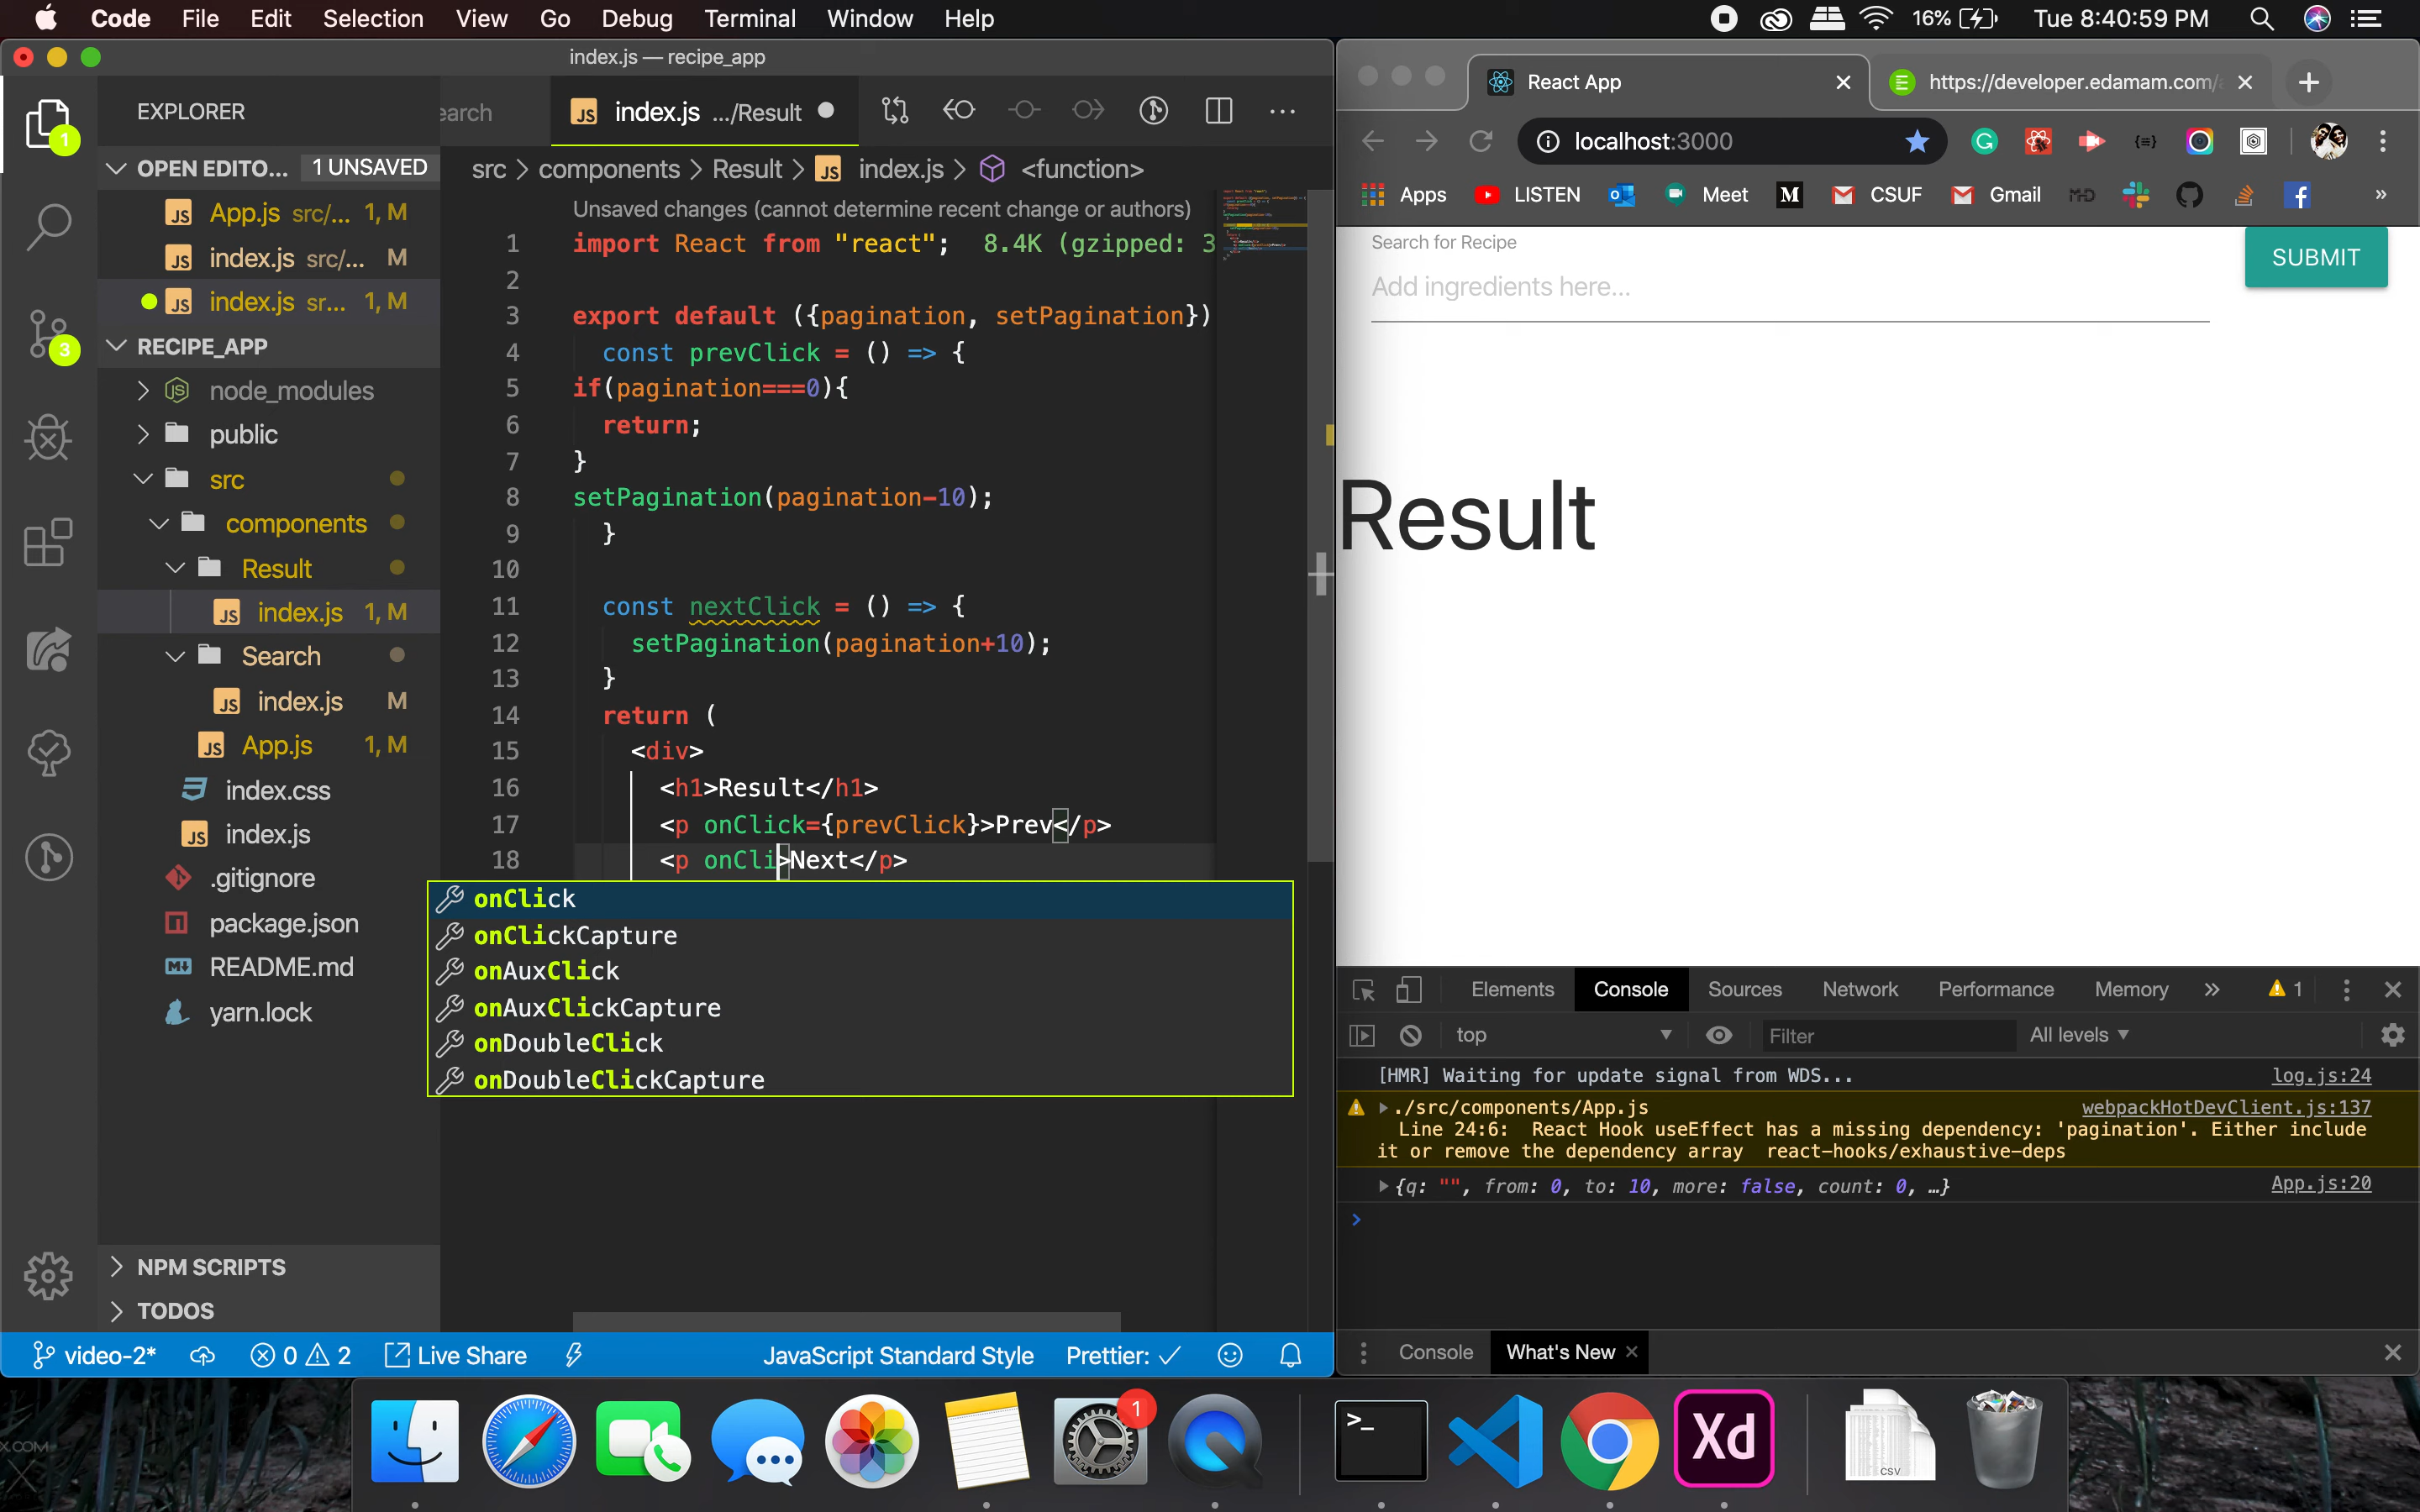 Code File Edit Selection View Go Debug Terminal Window Help
16% Tue 8:40:59 PM
index.js — recipe_app
EXPLORER
earch
index.js .../Result
OPEN EDITO... 1 UNSAVED
App.js src/... 1, M
index.js src/... M
index.js sr... 1, M
RECIPE_APP
node_modules
public
src
components
Result
index.js 1, M
Search
index.js M
App.js 1, M
index.css
index.js
.gitignore
package.json
README.md
yarn.lock
NPM SCRIPTS
TODOS
1
3
src > components > Result > JS index.js > <function>
Unsaved changes (cannot determine recent change or authors)
1 import React from "react"; 8.4K (gzipped: 3
2
3 export default ({pagination, setPagination})
4 const prevClick = () => {
5 if(pagination===0){
6 return;
7 }
8 setPagination(pagination-10);
9 }
10
11 const nextClick = () => {
12 setPagination(pagination+10);
13 }
14 return (
15 <div>
16 <h1>Result</h1>
17 <p onClick={prevClick}>Prev</p>
18 <p onCli>Next</p>
onClick
onClickCapture
onAuxClick
onAuxClickCapture
onDoubleClick
onDoubleClickCapture
video-2* 0 2 Live Share JavaScript Standard Style Prettier: ✓
React App
https://developer.edamam.com/
localhost:3000
Apps LISTEN Meet M CSUF Gmail
Search for Recipe
Add ingredients here...
SUBMIT
Result
Elements Console Sources Network Performance Memory » 1
top Filter All levels ▼
[HMR] Waiting for update signal from WDS... log.js:24
./src/components/App.js webpackHotDevClient.js:137
Line 24:6: React Hook useEffect has a missing dependency: 'pagination'. Either include
it or remove the dependency array react-hooks/exhaustive-deps
{q: "", from: 0, to: 10, more: false, count: 0, …} App.js:20
>
Console What's New
1
>_
Xd
CSV
X.COM